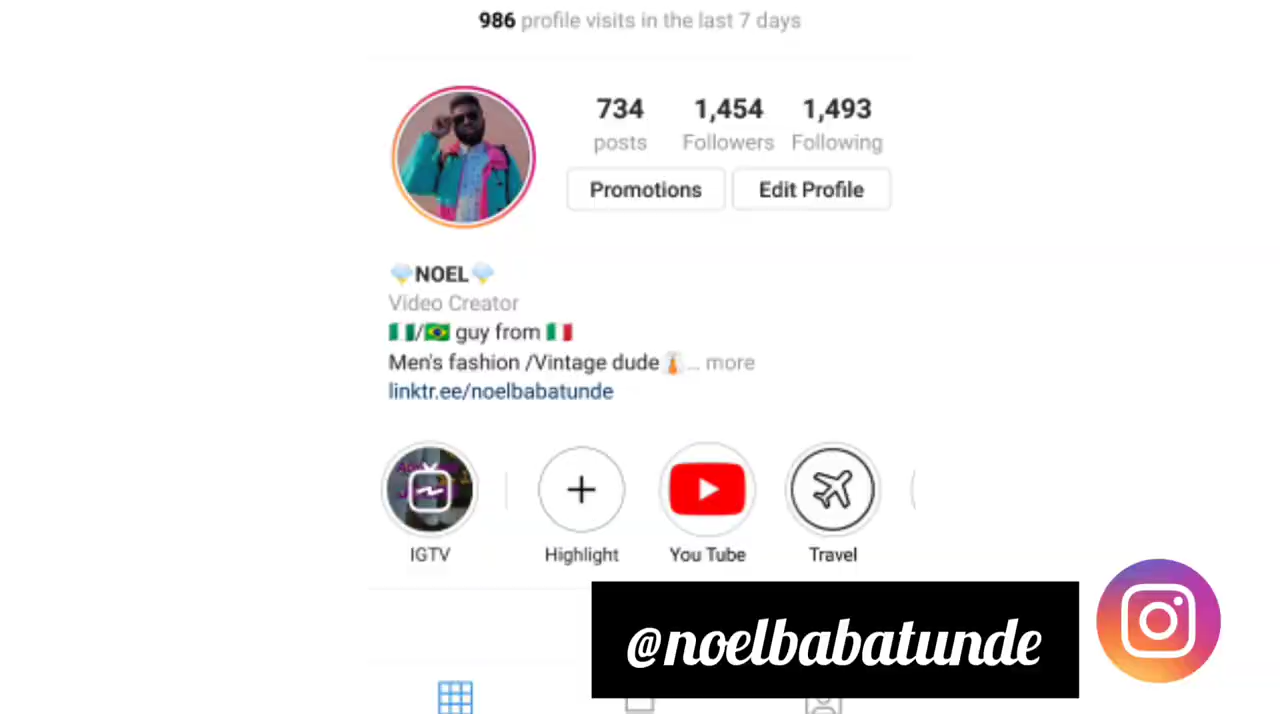 986 profile visits in the last 7 days
734 1,454 1,493
posts Followers Following
Promotions Edit Profile
NOEL
Video Creator
🇳🇬/🇧🇷 guy from 🇮🇹
Men's fashion /Vintage dude👔... more
linktr.ee/noelbabatunde
IGTV Highlight You Tube Travel
@noelbabatunde